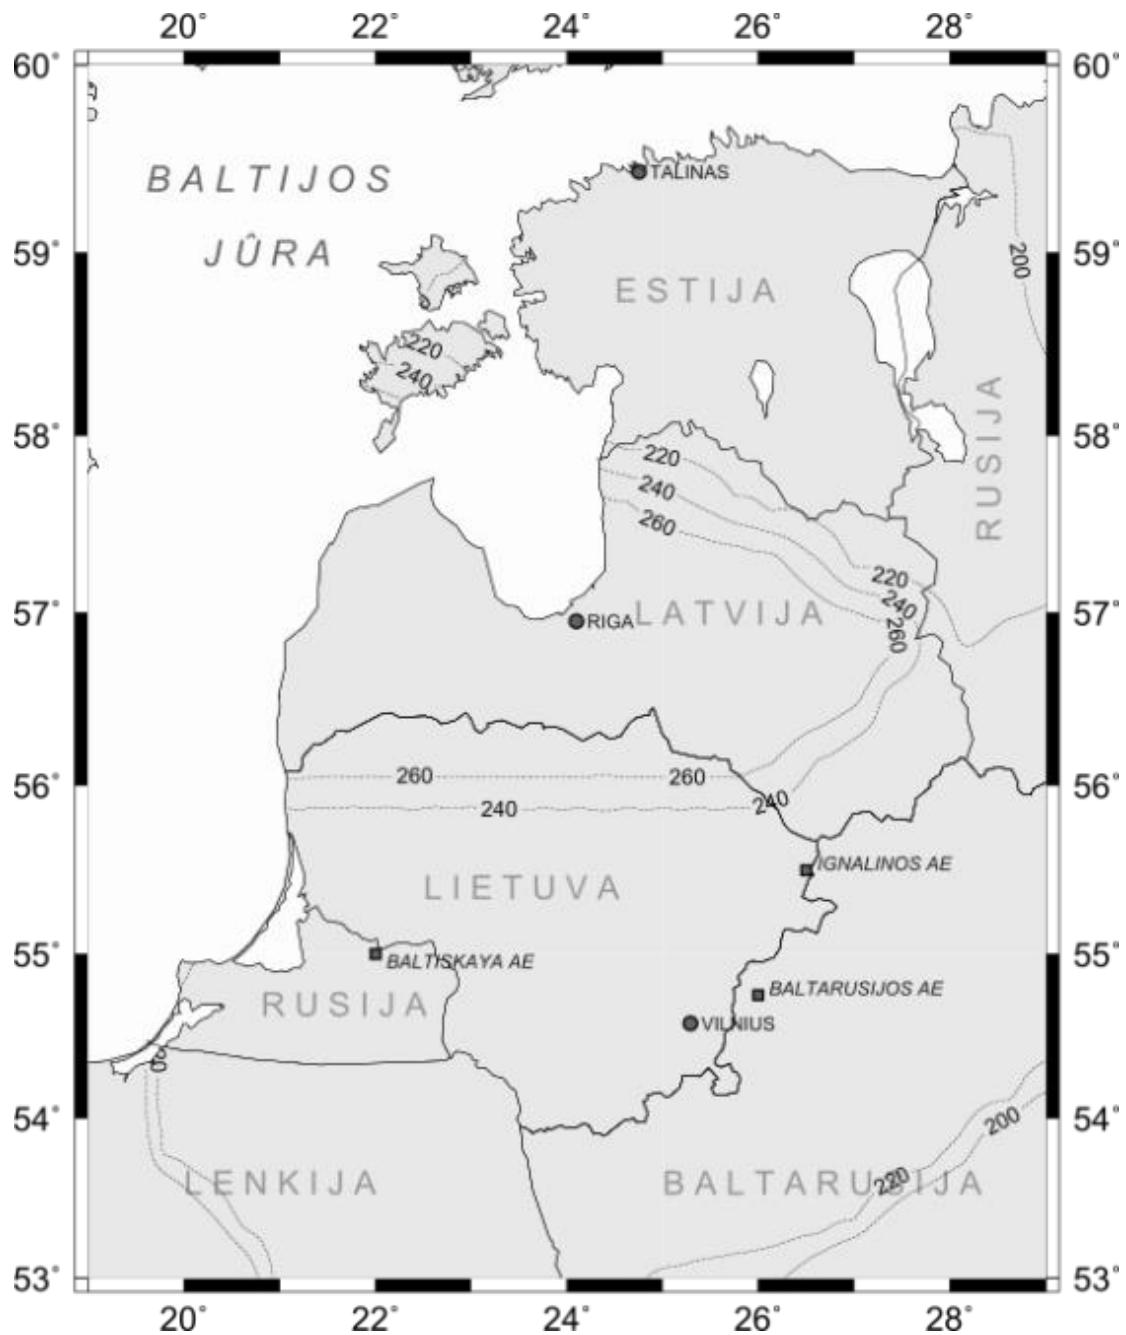 20° 22° 24° 26° 28°
60° 60°
BALTIJOS
TALINAS
JÛRA
59° 59°
200
ESTIJA
220
240
RUSIJA
58° 58°
220
240
260
220
240
57° 57°
RIGA
LATVIJA
260
260 260
56° 56°
240
240
IGNALINOS AE
LIETUVA
55° 55°
BALTISKAYA AE
BALTARUSIJOS AE
RUSIJA
VILNIUS
54° 54°
200
LENKIJA
BALTARUSIJA
220
53° 53°
20° 22° 24° 26° 28°